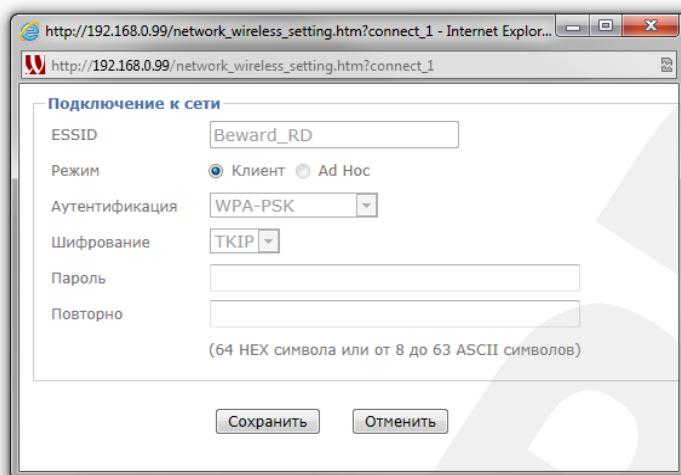 http://192.168.0.99/network_wireless_setting.htm?connect_1 - Internet Explor...
http://192.168.0.99/network_wireless_setting.htm?connect_1
Подключение к сети
ESSID Beward_RD
Режим Клиент Ad Hoc
Аутентификация WPA-PSK
Шифрование TKIP
Пароль
Повторно
(64 HEX символа или от 8 до 63 ASCII символов)
Сохранить Отменить